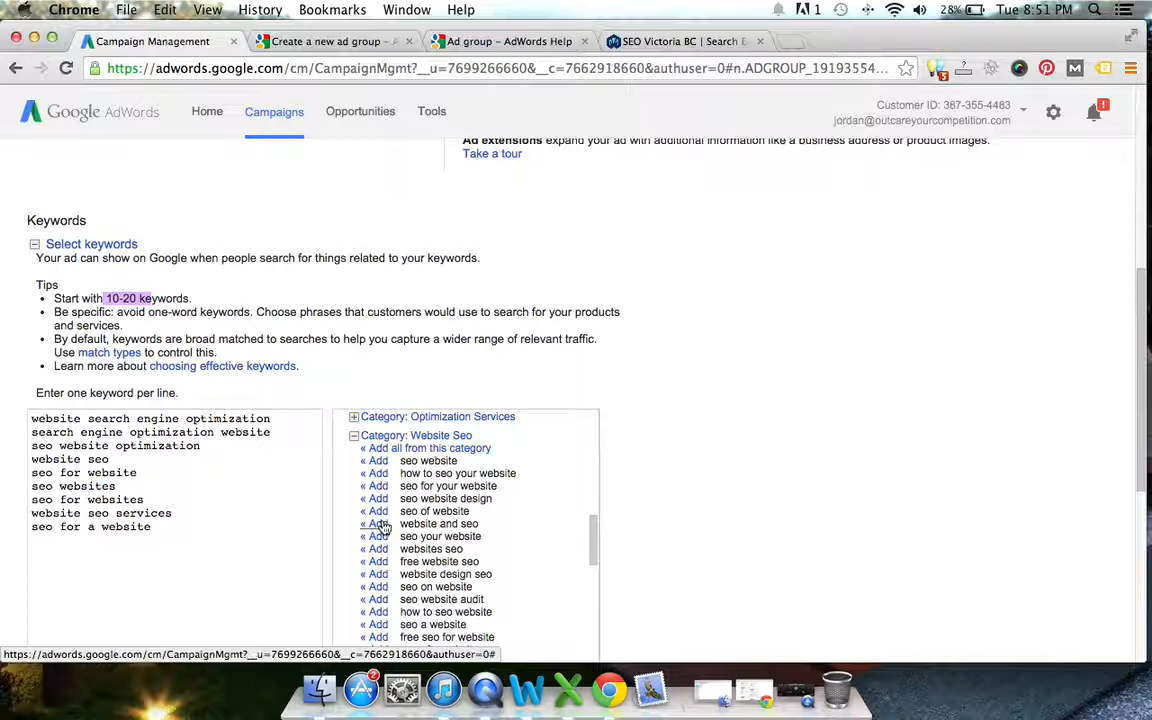 Chrome File Edit View History Bookmarks Window Help
1 28% Tue 8:51 PM
Campaign Management
Create a new ad group - A
Ad group – AdWords Help
SEO Victoria BC | Search E
https://adwords.google.com/cm/CampaignMgmt?__u=7699266660&__c=7662918660&authuser=0#n.ADGROUP_19193554...
5
Google AdWords
Home Campaigns Opportunities Tools
Customer ID: 387-355-4483
jordan@outcareyourcompetition.com
!
Ad extensions expand your ad with additional information like a business address or product images.
Take a tour
Keywords
Select keywords
Your ad can show on Google when people search for things related to your keywords.
Tips
Start with 10-20 keywords.
Be specific: avoid one-word keywords. Choose phrases that customers would use to search for your products
and services.
By default, keywords are broad matched to searches to help you capture a wider range of relevant traffic.
Use match types to control this.
Learn more about choosing effective keywords.
Enter one keyword per line.
website search engine optimization
search engine optimization website
seo website optimization
website seo
seo for website
seo websites
seo for websites
website seo services
seo for a website
Category: Optimization Services
Category: Website Seo
« Add all from this category
« Add seo website
« Add how to seo your website
« Add seo for your website
« Add seo website design
« Add seo of website
« Add website and seo
« Add seo your website
« Add websites seo
« Add free website seo
« Add website design seo
« Add seo on website
« Add seo website audit
« Add how to seo website
« Add seo a website
« Add free seo for website
https://adwords.google.com/cm/CampaignMgmt?__u=7699266660&__c=7662918660&authuser=0#
2